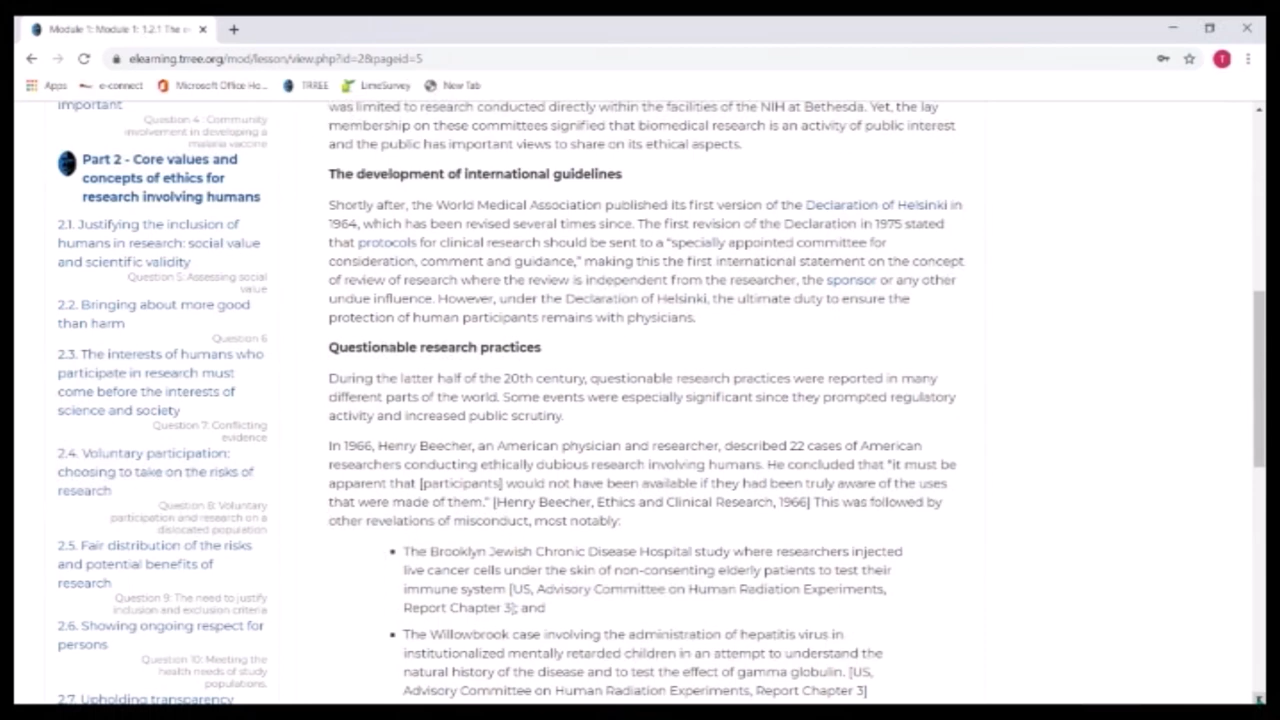 Module 1: Module 1: 1.2.1 The e
elearning.trree.org/mod/lesson/view.php?id=2&pageid=5
T
Apps
e-connect
Microsoft Office Ho...
TRREE
LimeSurvey
New Tab
important
Question 4 : Community
involvement in developing a
malaria vaccine
Part 2 - Core values and
concepts of ethics for
research involving humans
2.1. Justifying the inclusion of
humans in research: social value
and scientific validity
Question 5: Assessing social
value
2.2. Bringing about more good
than harm
Question 6
2.3. The interests of humans who
participate in research must
come before the interests of
science and society
Question 7: Conflicting
evidence
2.4. Voluntary participation:
choosing to take on the risks of
research
Question 8: Voluntary
participation and research on a
dislocated population
2.5. Fair distribution of the risks
and potential benefits of
research
Question 9: The need to justify
inclusion and exclusion criteria
2.6. Showing ongoing respect for
persons
Question 10: Meeting the
health needs of study
populations.
2.7. Upholding transparency
was limited to research conducted directly within the facilities of the NIH at Bethesda. Yet, the lay
membership on these committees signified that biomedical research is an activity of public interest
and the public has important views to share on its ethical aspects.
The development of international guidelines
Shortly after, the World Medical Association published its first version of the Declaration of Helsinki in
1964, which has been revised several times since. The first revision of the Declaration in 1975 stated
that protocols for clinical research should be sent to a "specially appointed committee for
consideration, comment and guidance," making this the first international statement on the concept
of review of research where the review is independent from the researcher, the sponsor or any other
undue influence. However, under the Declaration of Helsinki, the ultimate duty to ensure the
protection of human participants remains with physicians.
Questionable research practices
During the latter half of the 20th century, questionable research practices were reported in many
different parts of the world. Some events were especially significant since they prompted regulatory
activity and increased public scrutiny.
In 1966, Henry Beecher, an American physician and researcher, described 22 cases of American
researchers conducting ethically dubious research involving humans. He concluded that "it must be
apparent that [participants] would not have been available if they had been truly aware of the uses
that were made of them." [Henry Beecher, Ethics and Clinical Research, 1966] This was followed by
other revelations of misconduct, most notably:
• The Brooklyn Jewish Chronic Disease Hospital study where researchers injected
live cancer cells under the skin of non-consenting elderly patients to test their
immune system [US, Advisory Committee on Human Radiation Experiments,
Report Chapter 3]; and
• The Willowbrook case involving the administration of hepatitis virus in
institutionalized mentally retarded children in an attempt to understand the
natural history of the disease and to test the effect of gamma globulin. [US,
Advisory Committee on Human Radiation Experiments, Report Chapter 3]